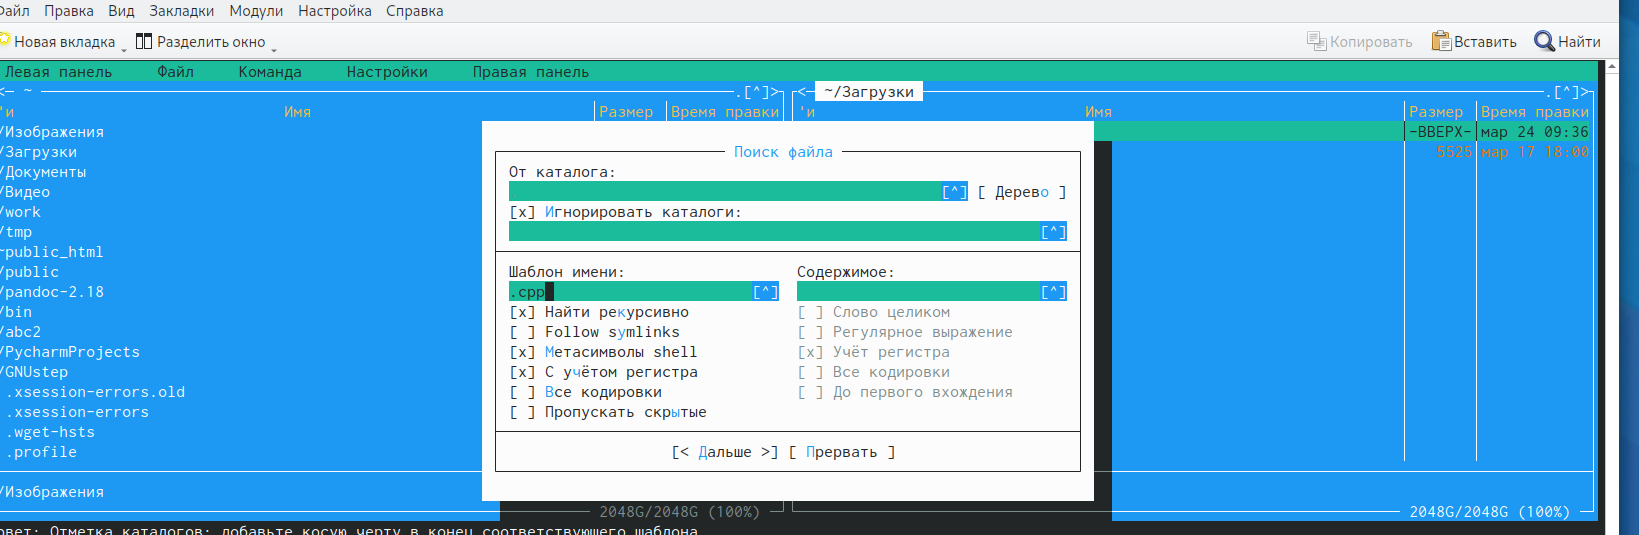 Файл Правка Вид Закладки Модули Настройка Справка
Новая вкладка Разделить окно Копировать Вставить Найти
Левая панель Файл Команда Настройки Правая панель
<─ ~ .[^]> <─ ~/Загрузки .[^]>
'и Имя Размер Время правки 'и Имя Размер Время правки
/Изображения -ВВЕРХ- мар 24 09:36
/Загрузки Поиск файла 5525 мар 17 18:00
/Документы От каталога:
/Видео [^] [ Дерево ]
/work [x] Игнорировать каталоги:
/tmp [^]
~public_html
/public Шаблон имени: Содержимое:
/pandoc-2.18 .cpp [^] [^]
/bin [x] Найти рекурсивно [ ] Слово целиком
/abc2 [ ] Follow symlinks [ ] Регулярное выражение
/PycharmProjects [x] Метасимволы shell [x] Учёт регистра
/GNUstep [x] С учётом регистра [ ] Все кодировки
.xsession-errors.old [ ] Все кодировки [ ] До первого вхождения
.xsession-errors [ ] Пропускать скрытые
.wget-hsts
.profile [< Дальше >] [ Прервать ]
/Изображения
2048G/2048G (100%) 2048G/2048G (100%)
овет: Отметка каталогов: добавьте косую черту в конец соответствующего шаблона